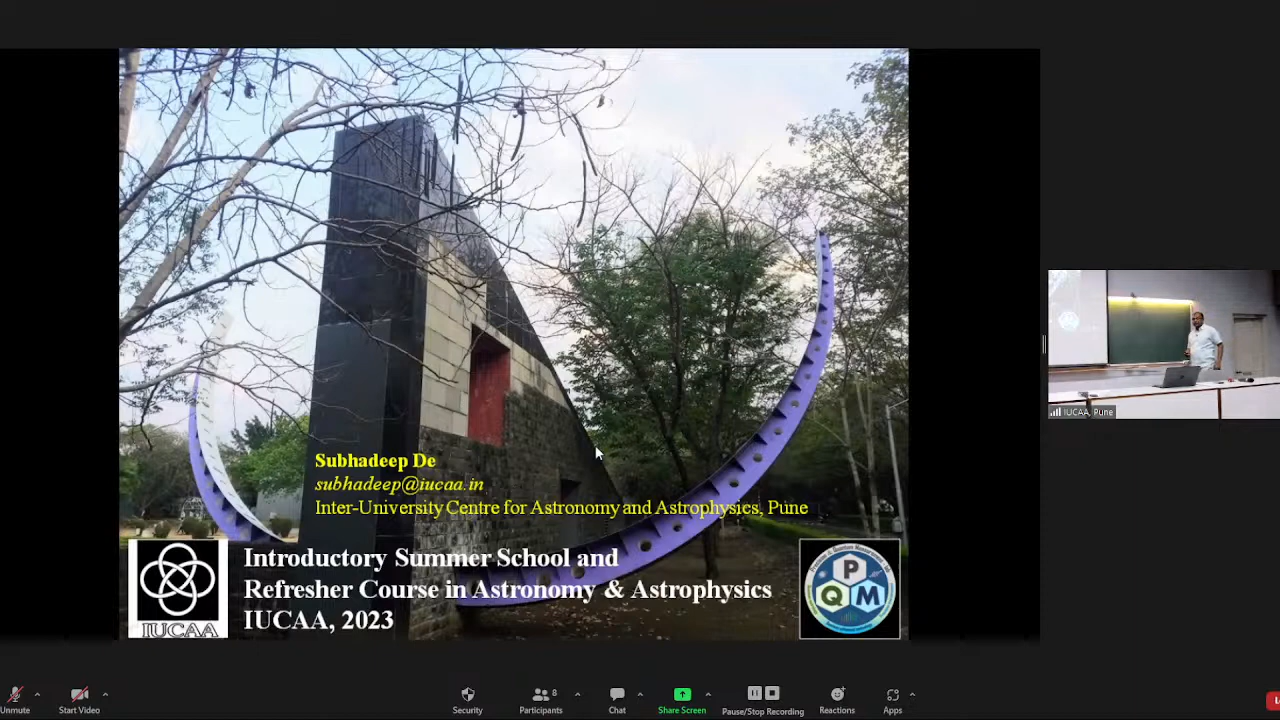 Subhadeep De
subhadeep@iucaa.in
Inter-University Centre for Astronomy and Astrophysics, Pune
Introductory Summer School and
Refresher Course in Astronomy & Astrophysics
IUCAA, 2023
IUCAA
P
Q M
IUCAA, Pune
Unmute
Start Video
Security
Participants
8
Chat
Share Screen
Pause/Stop Recording
Reactions
Apps